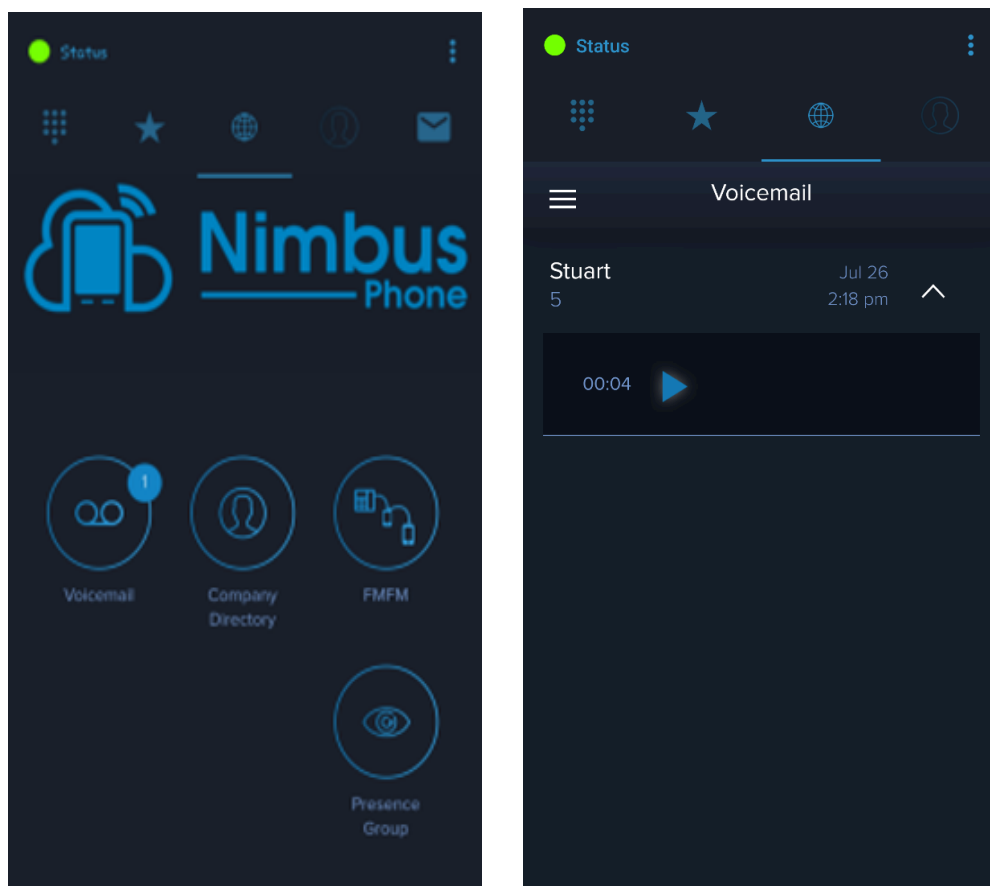 Status
Nimbus
Phone
1
Voicemail
Company
Directory
FMFM
Presence
Group
Status
Voicemail
Stuart
Jul 26
5
2:18 pm
00:04